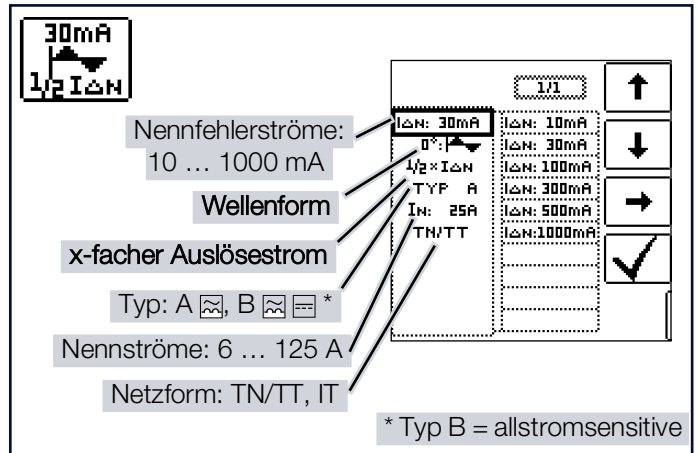 30mA
1/2 IΔN
1/1
Nennfehlerströme:
10 … 1000 mA
Wellenform
x-facher Auslösestrom
Typ: A, B *
Nennströme: 6 … 125 A
Netzform: TN/TT, IT
IΔN: 30mA
0°:
1/2×IΔN
TYP A
IN: 25A
TN/TT
IΔN: 10mA
IΔN: 30mA
IΔN: 100mA
IΔN: 300mA
IΔN: 500mA
IΔN:1000mA
* Typ B = allstromsensitive